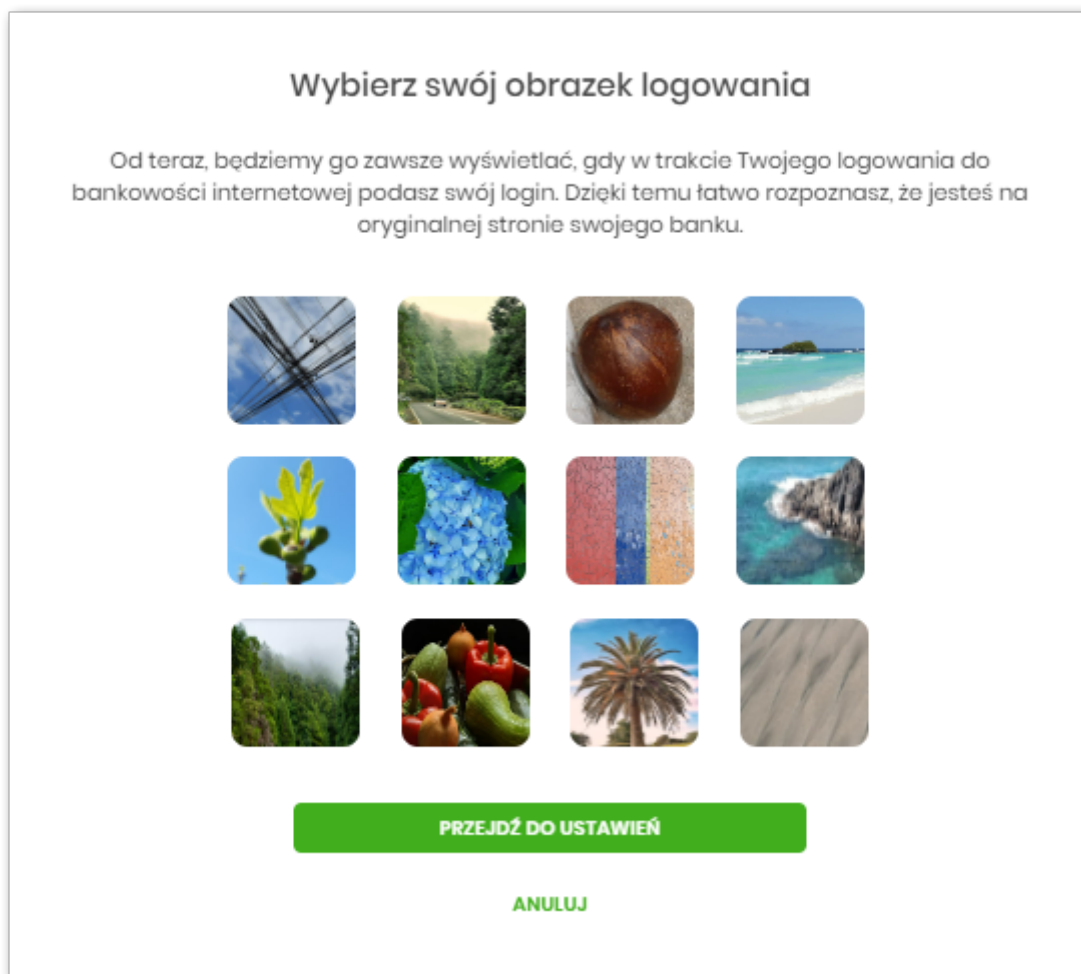 Wybierz swój obrazek logowania
Od teraz, będziemy go zawsze wyświetlać, gdy w trakcie Twojego logowania do
bankowości internetowej podasz swój login. Dzięki temu łatwo rozpoznasz, że jesteś na
oryginalnej stronie swojego banku.
PRZEJDŹ DO USTAWIEŃ
ANULUJ